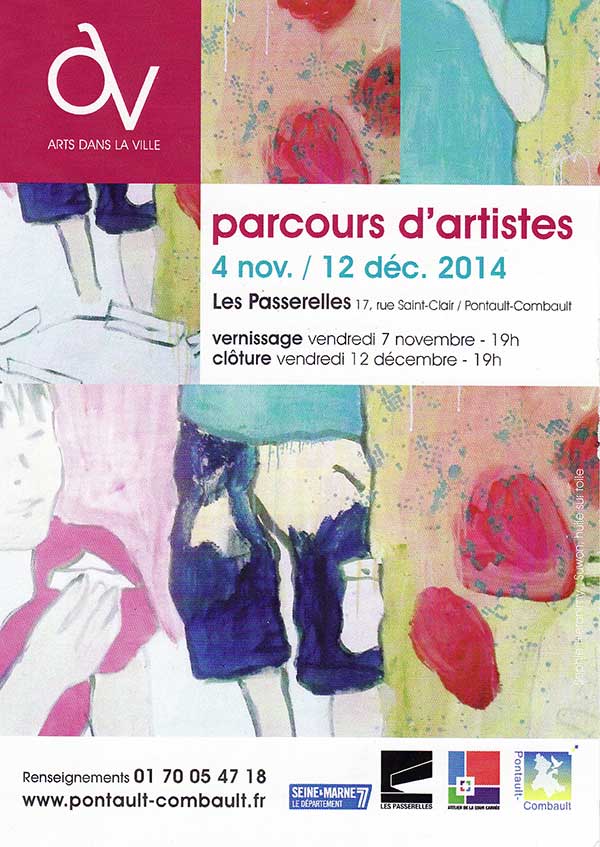 av
ARTS DANS LA VILLE
parcours d'artistes
4 nov. / 12 déc. 2014
Les Passerelles 17, rue Saint-Clair / Pontault-Combault
vernissage vendredi 7 novembre - 19h
clôture vendredi 12 décembre - 19h
Suwon, huile sur toile
Renseignements 01 70 05 47 18
www.pontault-combault.fr
SEINE & MARNE 77
LE DÉPARTEMENT
LES PASSERELLES
ATELIER DE LA COUR CARRÉE
Pontault-
Combault